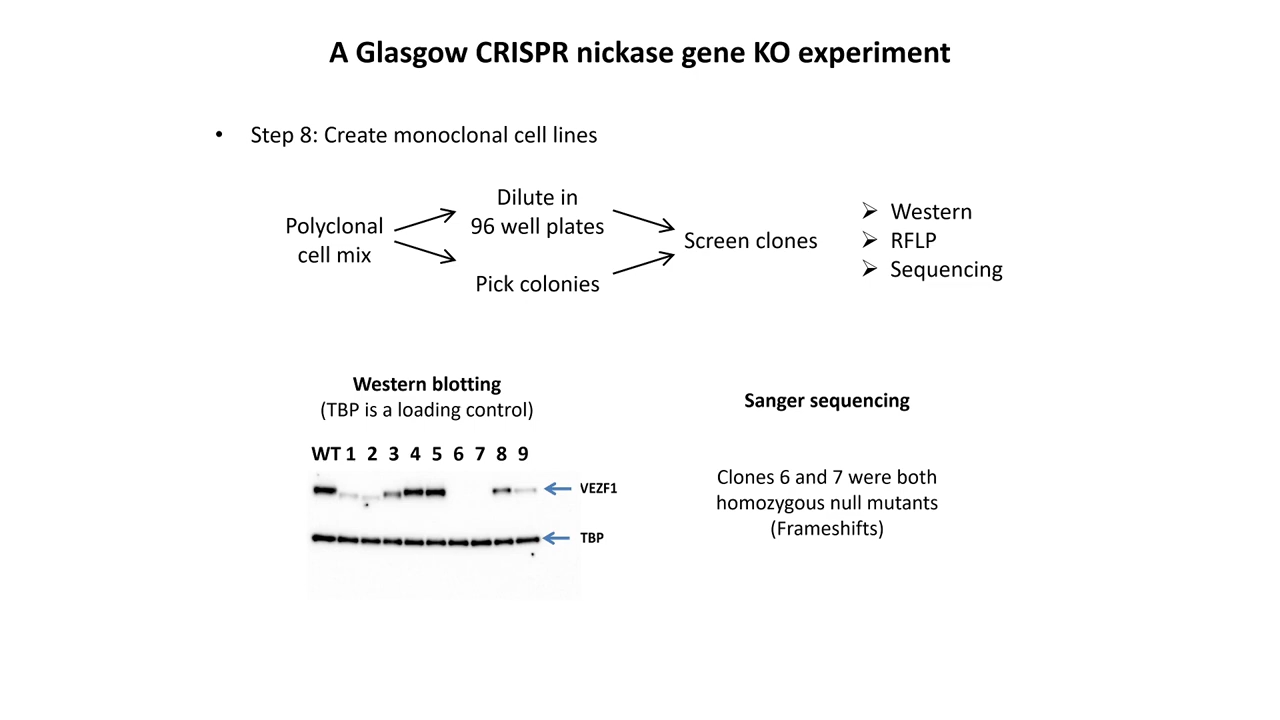 A Glasgow CRISPR nickase gene KO experiment
• Step 8: Create monoclonal cell lines
Polyclonal
cell mix
Dilute in
96 well plates
Pick colonies
Screen clones
➢ Western
➢ RFLP
➢ Sequencing
Western blotting
(TBP is a loading control)
WT 1 2 3 4 5 6 7 8 9
VEZF1
TBP
Sanger sequencing
Clones 6 and 7 were both
homozygous null mutants
(Frameshifts)